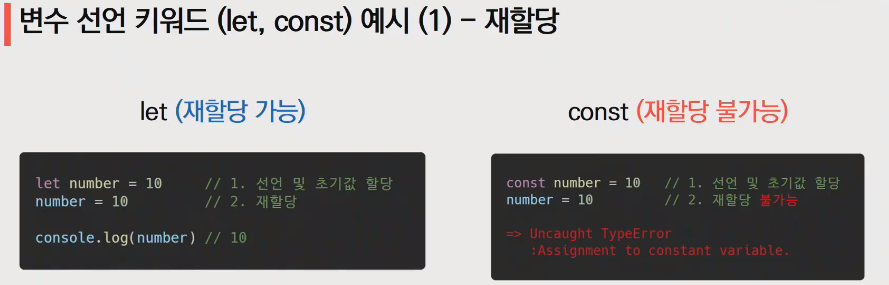 변수 선언 키워드 (let, const) 예시 (1) - 재할당
let (재할당 가능)
let number = 10 // 1. 선언 및 초기값 할당
number = 10 // 2. 재할당
console.log(number) // 10
const (재할당 불가능)
const number = 10 // 1. 선언 및 초기값 할당
number = 10 // 2. 재할당 불가능
=> Uncaught TypeError
:Assignment to constant variable.